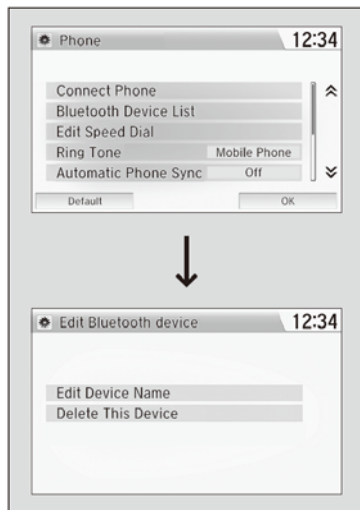 Phone 12:34
Connect Phone
Bluetooth Device List
Edit Speed Dial
Ring Tone Mobile Phone
Automatic Phone Sync Off
Default OK
Edit Bluetooth device 12:34
Edit Device Name
Delete This Device